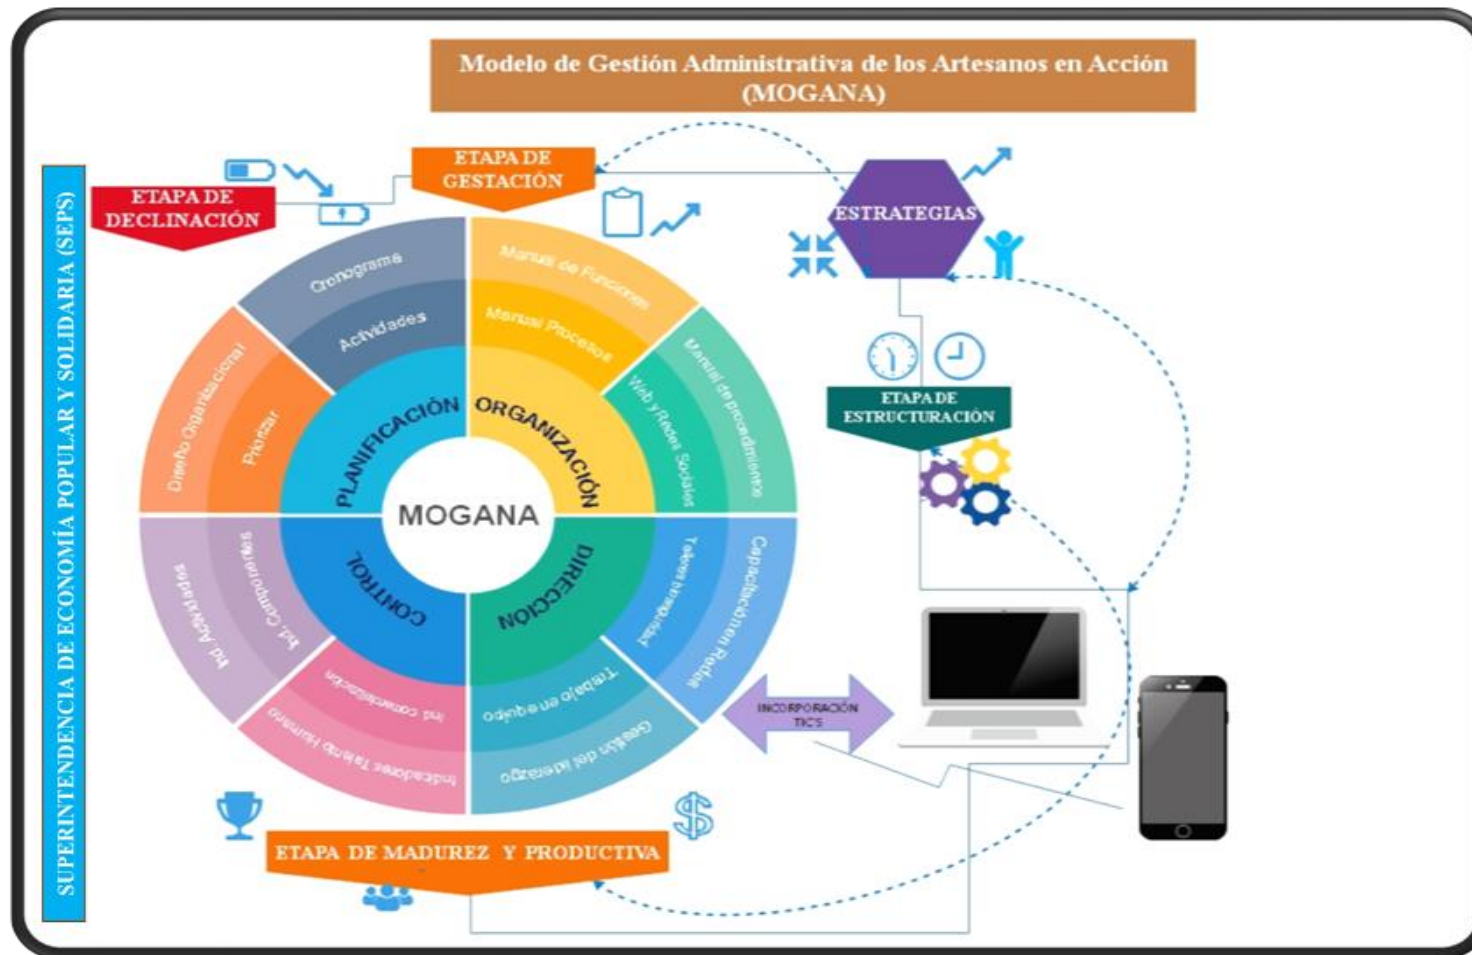 Modelo de Gestión Administrativa de los Artesanos en Acción
(MOGANA)
SUPERINTENDENCIA DE ECONOMÍA POPULAR Y SOLIDARIA (SEPS)
ETAPA DE
DECLINACIÓN
ETAPA DE
GESTACIÓN
ESTRATEGIAS
ETAPA DE
ESTRUCTURACIÓN
Cronograma
Actividades
Diseño Organizacional
Priorizar
PLANIFICACIÓN
Manual de Funciones
Manual Procesos
Manual de procedimientos
Web y Redes Sociales
ORGANIZACIÓN
MOGANA
CONTROL
Ind. Actividades
Ind. Componentes
Ind. comercialización
Indicadores Talento Humano
DIRECCIÓN
Capacitación en Redes
Talleres
Trabajo en equipo
Gestión del liderazgo
INCORPORACIÓN
TIC'S
ETAPA DE MADUREZ Y PRODUCTIVA